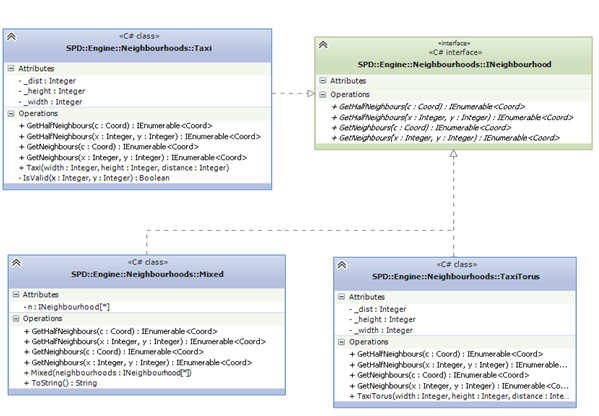 «C# class»
SPD::Engine::Neighbourhoods::Taxi
Attributes
- _dist : Integer
- _height : Integer
- _width : Integer
Operations
+ GetHalfNeighbours(c : Coord) : IEnumerable<Coord>
+ GetHalfNeighbours(x : Integer, y : Integer) : IEnumerable<Coord>
+ GetNeighbours(c : Coord) : IEnumerable<Coord>
+ GetNeighbours(x : Integer, y : Integer) : IEnumerable<Coord>
+ Taxi(width : Integer, height : Integer, distance : Integer)
- IsValid(x : Integer, y : Integer) : Boolean
«interface»
«C# interface»
SPD::Engine::Neighbourhoods::INeighbourhood
Attributes
Operations
+ GetHalfNeighbours(c : Coord) : IEnumerable<Coord>
+ GetHalfNeighbours(x : Integer, y : Integer) : IEnumerable<Coord>
+ GetNeighbours(c : Coord) : IEnumerable<Coord>
+ GetNeighbours(x : Integer, y : Integer) : IEnumerable<Coord>
«C# class»
SPD::Engine::Neighbourhoods::Mixed
Attributes
- n : INeighbourhood[*]
Operations
+ GetHalfNeighbours(c : Coord) : IEnumerable<Coord>
+ GetHalfNeighbours(x : Integer, y : Integer) : IEnumerable<Coord>
+ GetNeighbours(c : Coord) : IEnumerable<Coord>
+ GetNeighbours(x : Integer, y : Integer) : IEnumerable<Coord>
+ Mixed(neighbourhoods : INeighbourhood[*])
+ ToString() : String
«C# class»
SPD::Engine::Neighbourhoods::TaxiTorus
Attributes
- _dist : Integer
- _height : Integer
- _width : Integer
Operations
+ GetHalfNeighbours(c : Coord) : IEnumerable<Coord>
+ GetHalfNeighbours(x : Integer, y : Integer) : IEnumerable...
+ GetNeighbours(c : Coord) : IEnumerable<Coord>
+ GetNeighbours(x : Integer, y : Integer) : IEnumerable<Co...
+ TaxiTorus(width : Integer, height : Integer, distance : Inte...